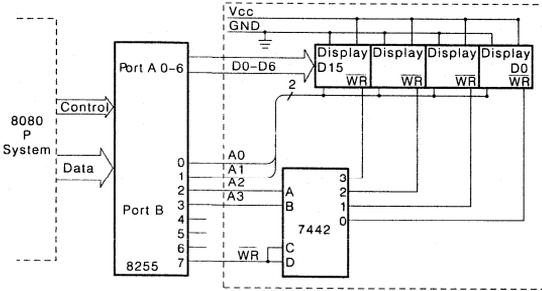 Vcc
GND
Display Display Display Display
D15 D0
WR WR WR WR
Port A 0-6
D0-D6
2
Control
8080
P
System
Data
0 A0
1 A1
2 A2
3 A3
Port B
4
5
6
7 WR
8255
A
B
C
D
7442
3
2
1
0